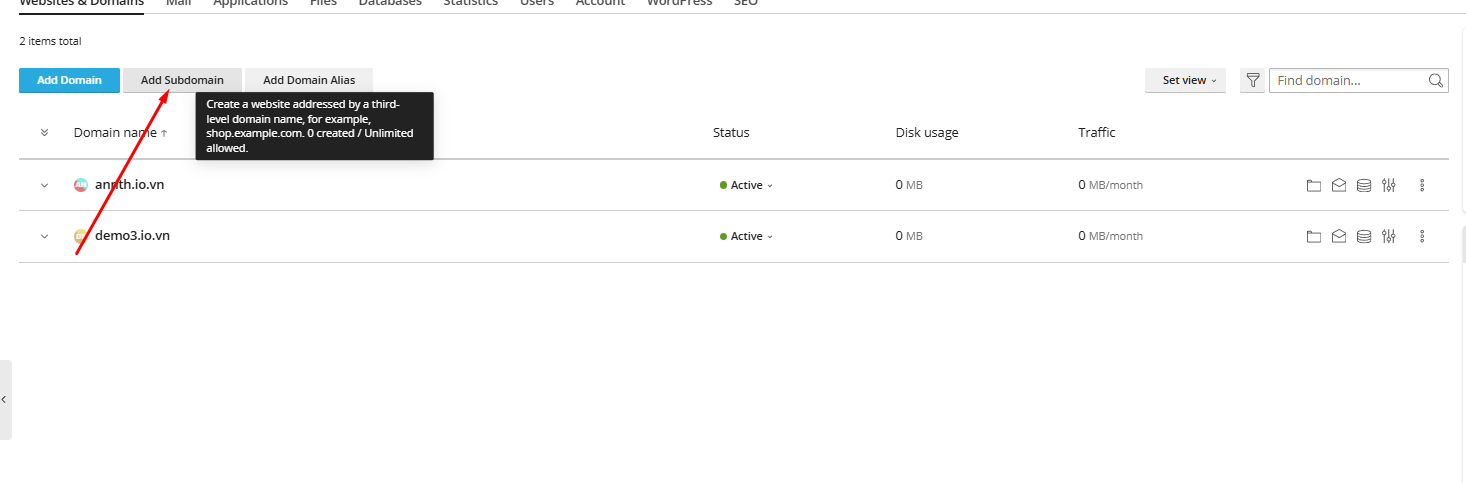 Websites & Domains Mail Applications Files Databases Statistics Users Account WordPress SEO
2 items total
Add Domain Add Subdomain Add Domain Alias Set view Find domain...
Create a website addressed by a third-
level domain name, for example,
shop.example.com. 0 created / Unlimited
allowed.
Domain name Status Disk usage Traffic
annth.io.vn Active 0 MB 0 MB/month
demo3.io.vn Active 0 MB 0 MB/month